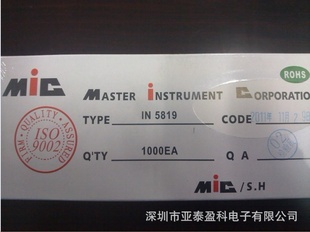 MiC
MASTER INSTRUMENT CORPORATION
ROHS
TYPE IN 5819 CODE
FIRM QUALITY ASSURED
ISO
9002
Q'TY 1000EA Q A
MiC / S.H
深圳市亚泰盈科电子有限公司